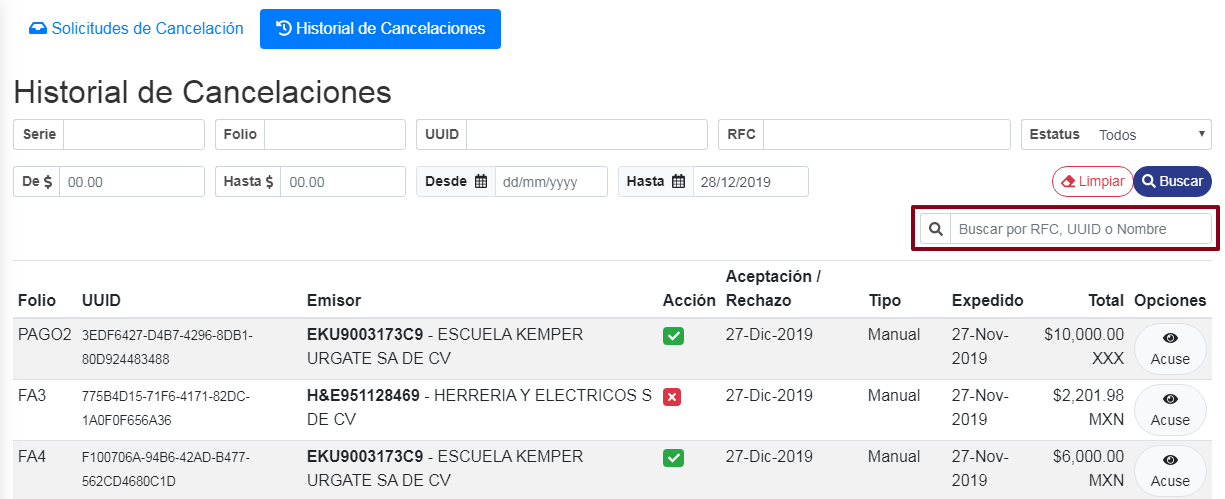 Solicitudes de Cancelación Historial de Cancelaciones
Historial de Cancelaciones
Serie Folio UUID RFC Estatus Todos
De $ 00.00 Hasta $ 00.00 Desde dd/mm/yyyy Hasta 28/12/2019 Limpiar Buscar
Buscar por RFC, UUID o Nombre
Aceptación /
Folio UUID Emisor Acción Rechazo Tipo Expedido Total Opciones
PAGO2 3EDF6427-D4B7-4296-8DB1- EKU9003173C9 - ESCUELA KEMPER 27-Dic-2019 Manual 27-Nov- $10,000.00
80D924483488 URGATE SA DE CV 2019 XXX Acuse
FA3 775B4D15-71F6-4171-82DC- H&E951128469 - HERRERIA Y ELECTRICOS S 27-Dic-2019 Manual 27-Nov- $2,201.98
1A0F0F656A36 DE CV 2019 MXN Acuse
FA4 F100706A-94B6-42AD-B477- EKU9003173C9 - ESCUELA KEMPER 27-Dic-2019 Manual 27-Nov- $6,000.00
562CD4680C1D URGATE SA DE CV 2019 MXN Acuse